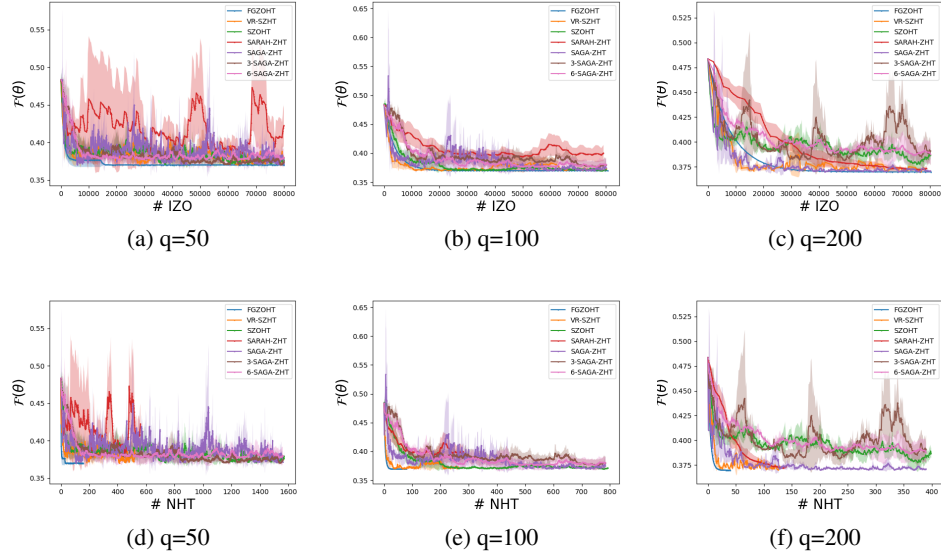 0.55
0.50
0.45
0.40
0.35
F(θ)
FGZOHT
VR-SZHT
SZOHT
SARAH-ZHT
SAGA-ZHT
3-SAGA-ZHT
6-SAGA-ZHT
0 10000 20000 30000 40000 50000 60000 70000 80000
# IZO
(a) q=50
0.65
0.60
0.55
0.50
0.45
0.40
0.35
F(θ)
FGZOHT
VR-SZHT
SZOHT
SARAH-ZHT
SAGA-ZHT
3-SAGA-ZHT
6-SAGA-ZHT
0 10000 20000 30000 40000 50000 60000 70000 80000
# IZO
(b) q=100
0.525
0.500
0.475
0.450
0.425
0.400
0.375
F(θ)
FGZOHT
VR-SZHT
SZOHT
SARAH-ZHT
SAGA-ZHT
3-SAGA-ZHT
6-SAGA-ZHT
0 10000 20000 30000 40000 50000 60000 70000 80000
# IZO
(c) q=200
0.55
0.50
0.45
0.40
0.35
F(θ)
FGZOHT
VR-SZHT
SZOHT
SARAH-ZHT
SAGA-ZHT
3-SAGA-ZHT
6-SAGA-ZHT
0 200 400 600 800 1000 1200 1400 1600
# NHT
(d) q=50
0.65
0.60
0.55
0.50
0.45
0.40
0.35
F(θ)
FGZOHT
VR-SZHT
SZOHT
SARAH-ZHT
SAGA-ZHT
3-SAGA-ZHT
6-SAGA-ZHT
0 100 200 300 400 500 600 700 800
# NHT
(e) q=100
0.525
0.500
0.475
0.450
0.425
0.400
0.375
F(θ)
FGZOHT
VR-SZHT
SZOHT
SARAH-ZHT
SAGA-ZHT
3-SAGA-ZHT
6-SAGA-ZHT
0 50 100 150 200 250 300 350 400
# NHT
(f) q=200